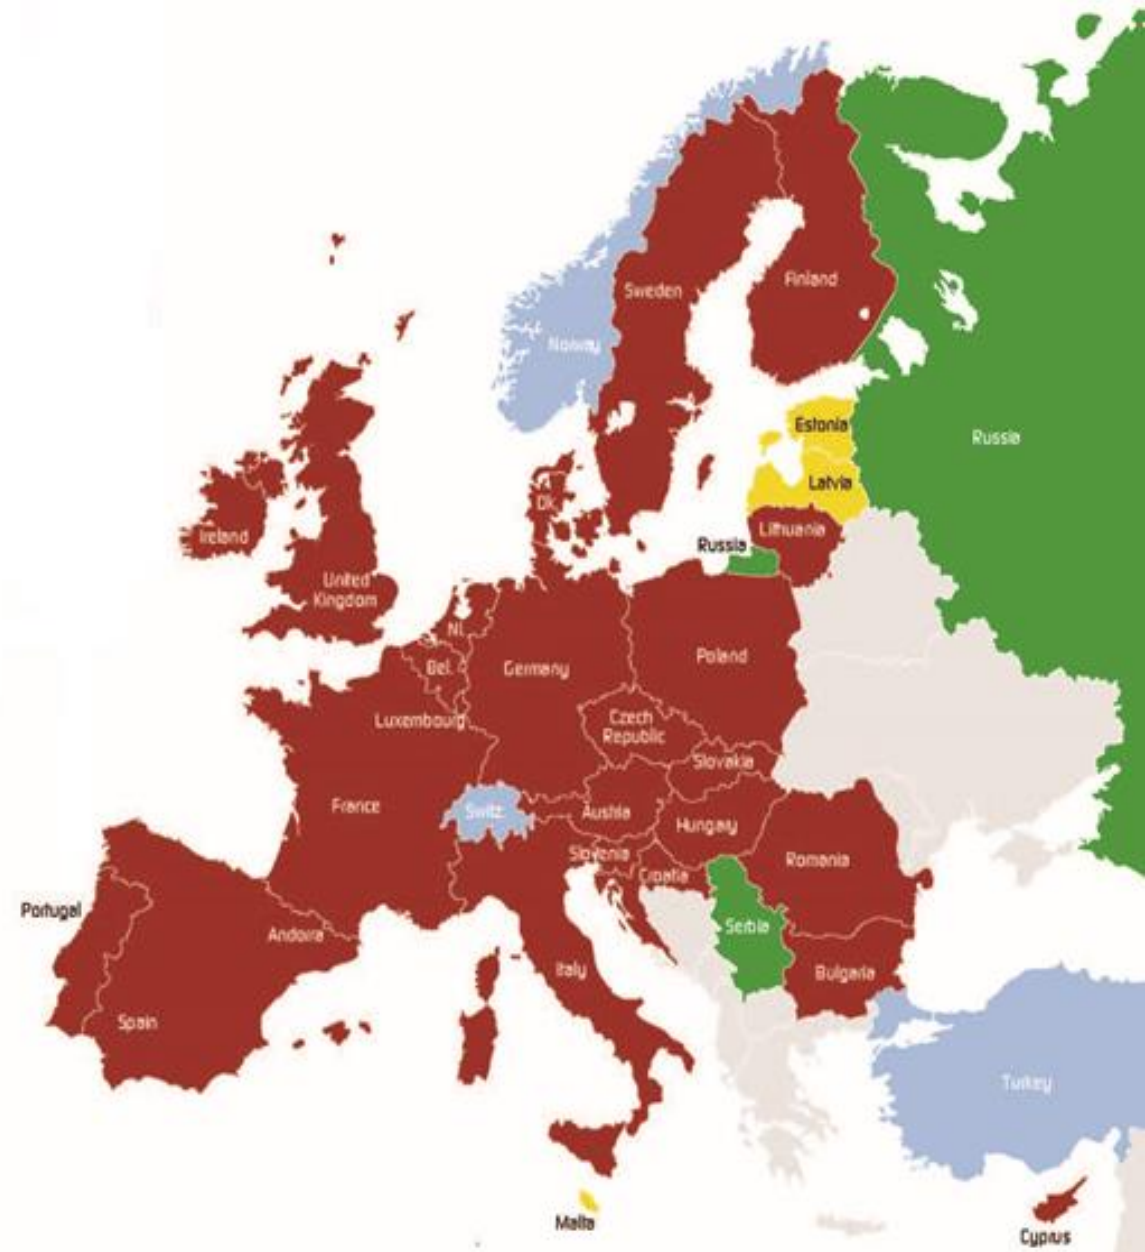 Sweden
Finland
Norway
Estonia
Russia
Latvia
Lithuania
Russia
Dk.
Ireland
United
Kingdom
Nl.
Bel.
Germany
Poland
Luxembourg
Czech
Republic
Slovakia
France
Switz.
Austria
Hungary
Slovenia
Croatia
Romania
Portugal
Andorra
Serbia
Italy
Bulgaria
Spain
Turkey
Malta
Cyprus